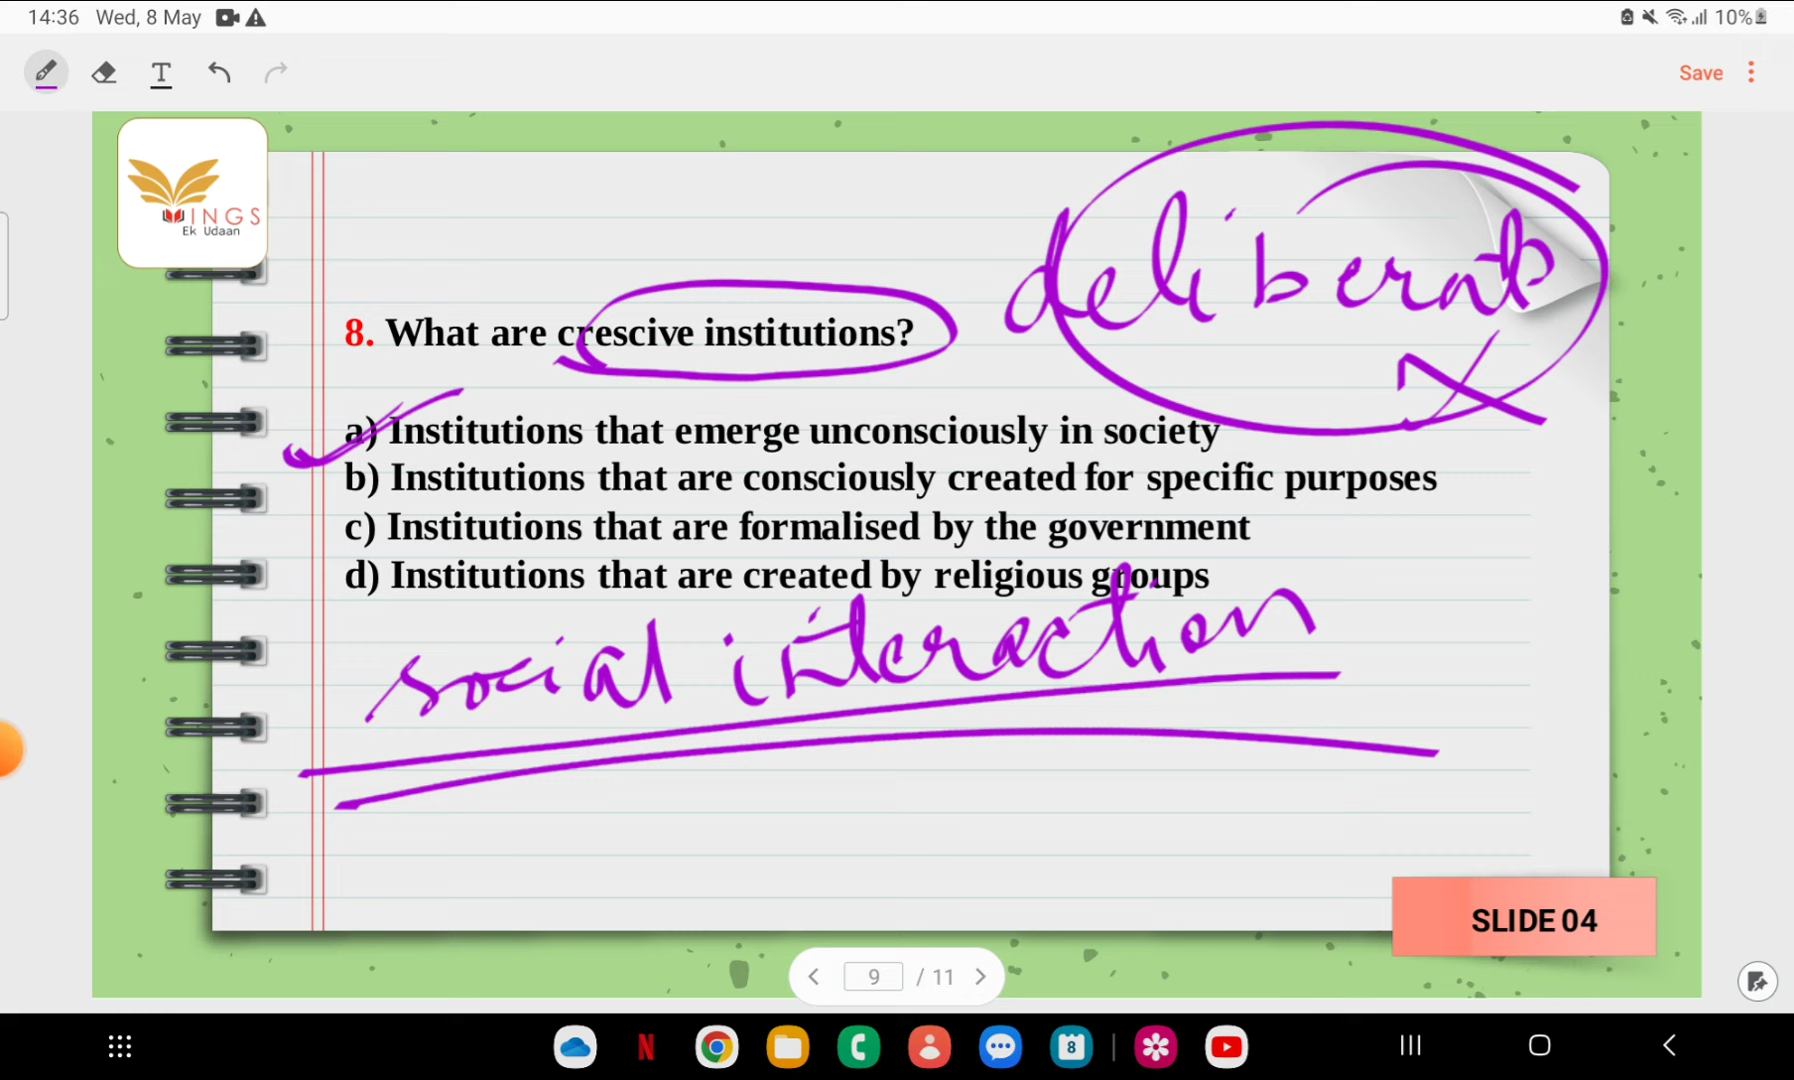 14:36 Wed, 8 May
10%
T
Save
WINGS
Ek Udaan
deliberate
8. What are crescive institutions?
a) Institutions that emerge unconsciously in society
b) Institutions that are consciously created for specific purposes
c) Institutions that are formalised by the government
d) Institutions that are created by religious groups
social interaction
SLIDE 04
9 / 11
N
8